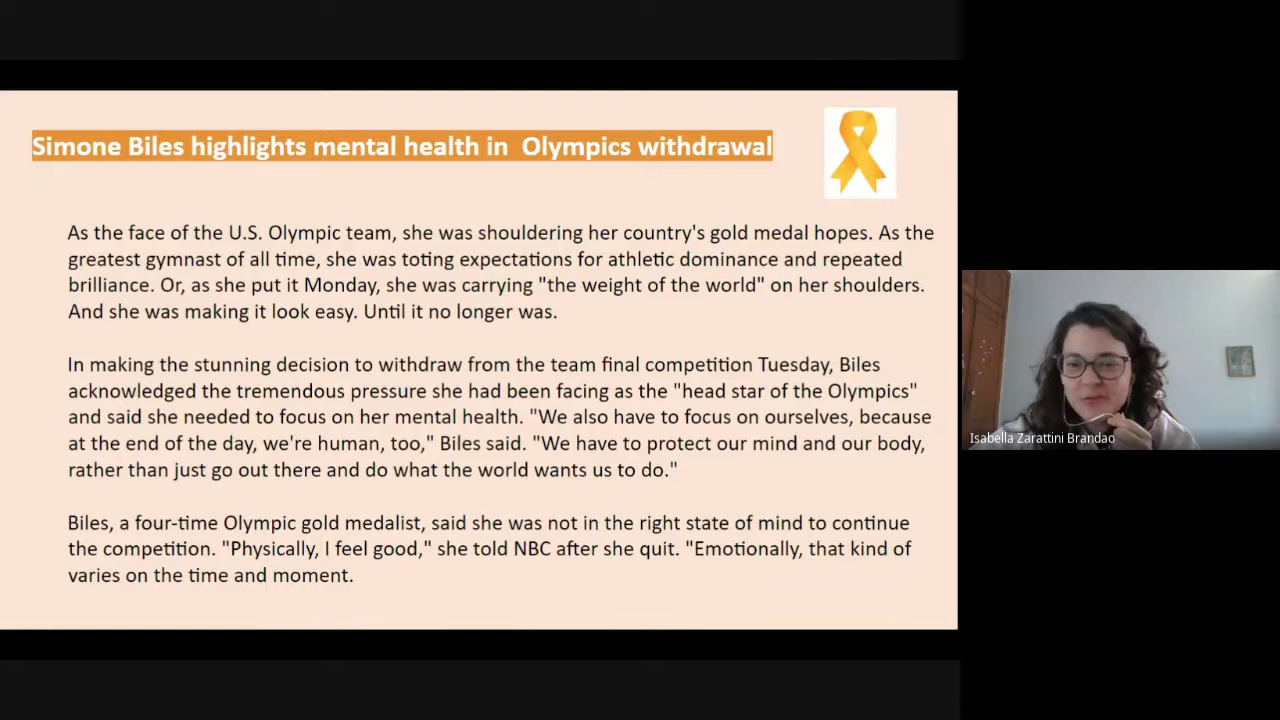 Simone Biles highlights mental health in  Olympics withdrawal
As the face of the U.S. Olympic team, she was shouldering her country's gold medal hopes. As the
greatest gymnast of all time, she was toting expectations for athletic dominance and repeated
brilliance. Or, as she put it Monday, she was carrying "the weight of the world" on her shoulders.
And she was making it look easy. Until it no longer was.
In making the stunning decision to withdraw from the team final competition Tuesday, Biles
acknowledged the tremendous pressure she had been facing as the "head star of the Olympics"
and said she needed to focus on her mental health. "We also have to focus on ourselves, because
at the end of the day, we're human, too," Biles said. "We have to protect our mind and our body,
rather than just go out there and do what the world wants us to do."
Biles, a four-time Olympic gold medalist, said she was not in the right state of mind to continue
the competition. "Physically, I feel good," she told NBC after she quit. "Emotionally, that kind of
varies on the time and moment.
Isabella Zarattini Brandao